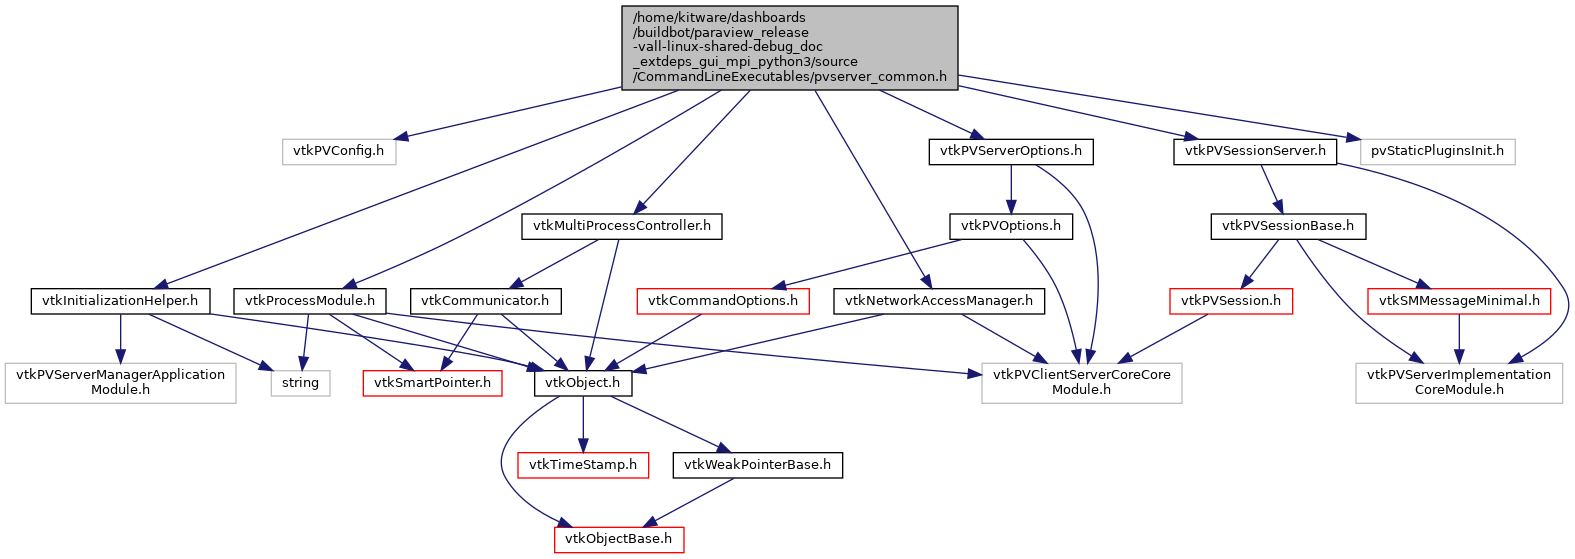 /home/kitware/dashboards
/buildbot/paraview_release
-vall-linux-shared-debug_doc
_extdeps_gui_mpi_python3/source
/CommandLineExecutables/pvserver_common.h
vtkPVConfig.h
vtkPVServerOptions.h
vtkPVSessionServer.h
pvStaticPluginsInit.h
vtkMultiProcessController.h
vtkPVOptions.h
vtkPVSessionBase.h
vtkInitializationHelper.h
vtkProcessModule.h
vtkCommunicator.h
vtkCommandOptions.h
vtkNetworkAccessManager.h
vtkPVSession.h
vtkSMMessageMinimal.h
vtkPVServerManagerApplication
Module.h
string
vtkSmartPointer.h
vtkObject.h
vtkPVClientServerCoreCore
Module.h
vtkPVServerImplementation
CoreModule.h
vtkTimeStamp.h
vtkWeakPointerBase.h
vtkObjectBase.h